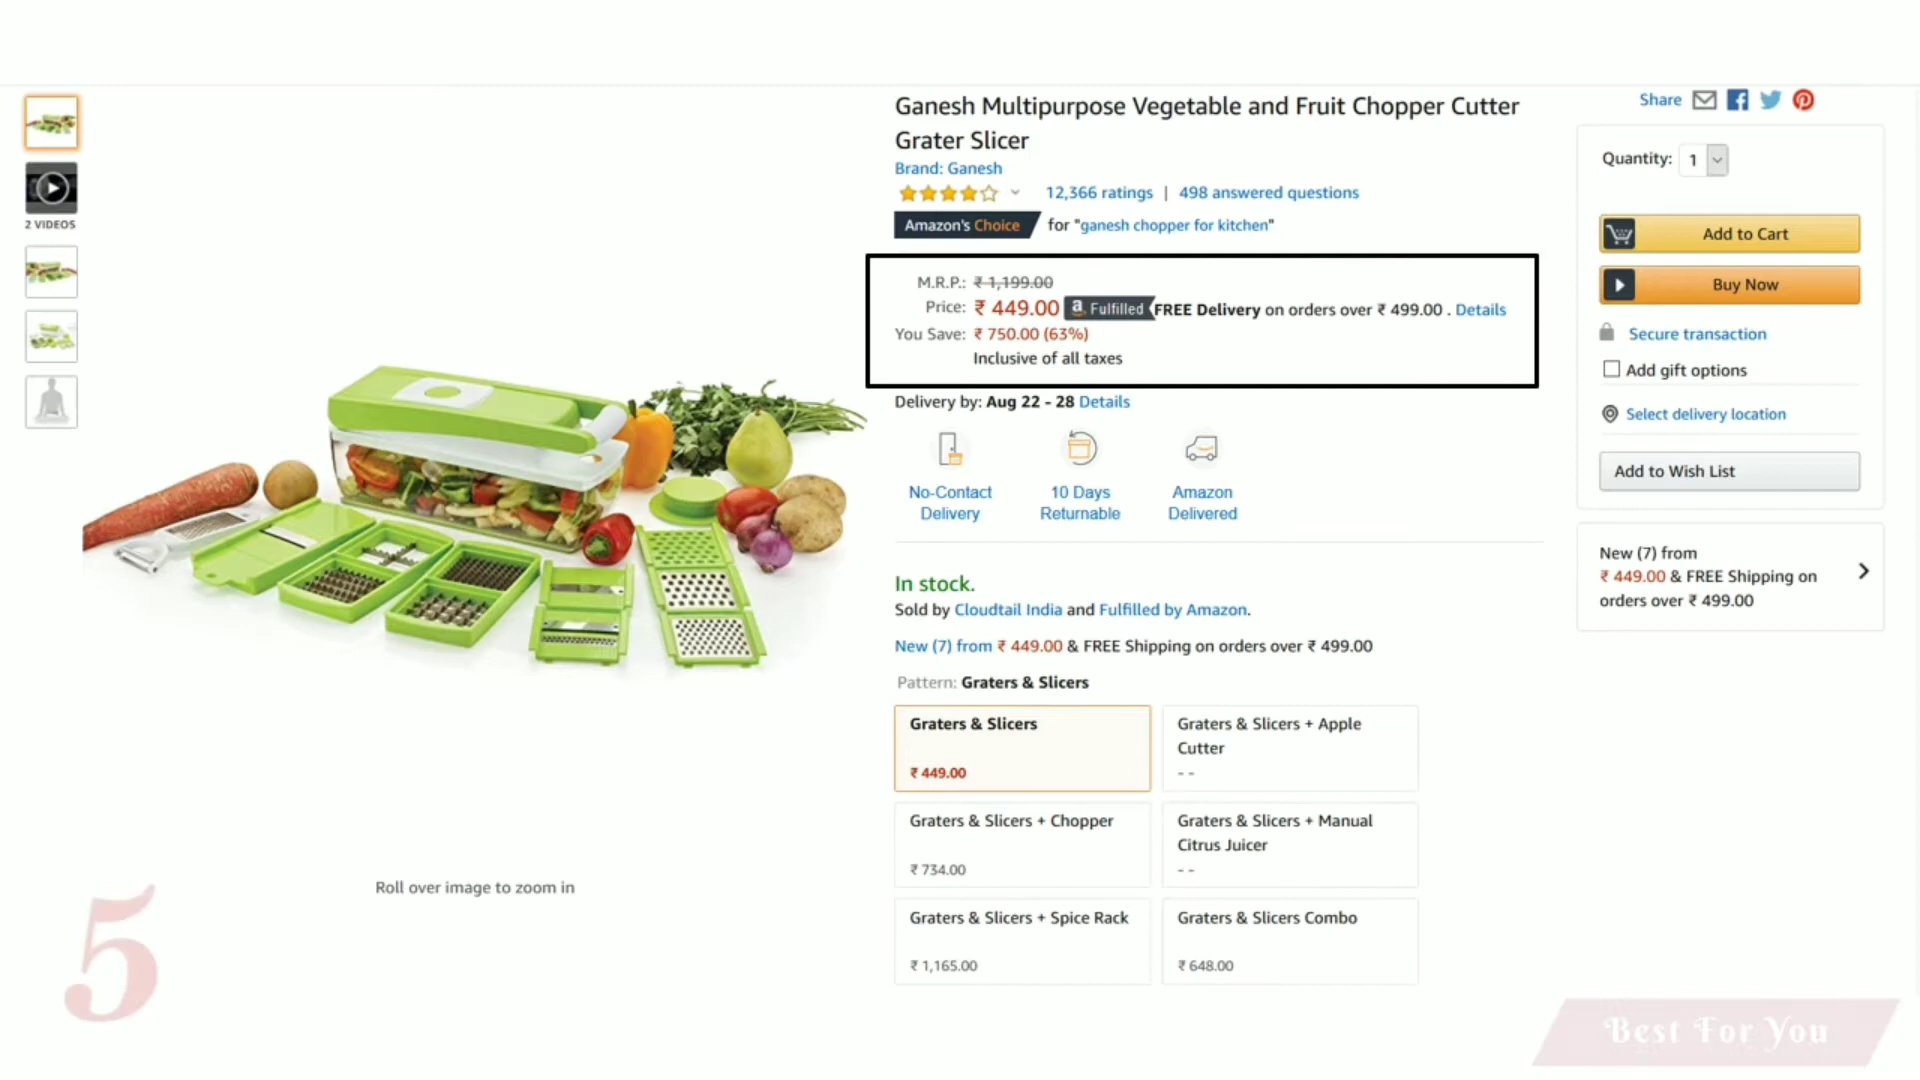 2 VIDEOS
Roll over image to zoom in
5
Ganesh Multipurpose Vegetable and Fruit Chopper Cutter
Grater Slicer
Brand: Ganesh
12,366 ratings | 498 answered questions
Amazon's Choice for "ganesh chopper for kitchen"
M.R.P.: ₹ 1,199.00
Price: ₹ 449.00 a Fulfilled FREE Delivery on orders over ₹ 499.00 . Details
You Save: ₹ 750.00 (63%)
Inclusive of all taxes
Delivery by: Aug 22 - 28 Details
No-Contact
Delivery
10 Days
Returnable
Amazon
Delivered
In stock.
Sold by Cloudtail India and Fulfilled by Amazon.
New (7) from ₹ 449.00 & FREE Shipping on orders over ₹ 499.00
Pattern: Graters & Slicers
Graters & Slicers
₹ 449.00
Graters & Slicers + Apple
Cutter
- -
Graters & Slicers + Chopper
₹ 734.00
Graters & Slicers + Manual
Citrus Juicer
- -
Graters & Slicers + Spice Rack
₹ 1,165.00
Graters & Slicers Combo
₹ 648.00
Share
Quantity: 1
Add to Cart
Buy Now
Secure transaction
Add gift options
Select delivery location
Add to Wish List
New (7) from
₹ 449.00 & FREE Shipping on
orders over ₹ 499.00
Best For You